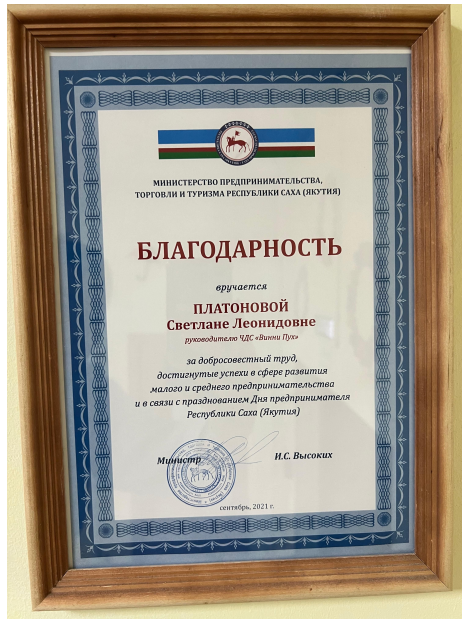 МИНИСТЕРСТВО ПРЕДПРИНИМАТЕЛЬСТВА,
ТОРГОВЛИ И ТУРИЗМА РЕСПУБЛИКИ САХА (ЯКУТИЯ)
БЛАГОДАРНОСТЬ
вручается
ПЛАТОНОВОЙ
Светлане Леонидовне
руководителю ЧДС «Винни Пух»
за добросовестный труд,
достигнутые успехи в сфере развития
малого и среднего предпринимательства
и в связи с празднованием Дня предпринимателя
Республики Саха (Якутия)
Министр И.С. Высоких
сентябрь, 2021 г.